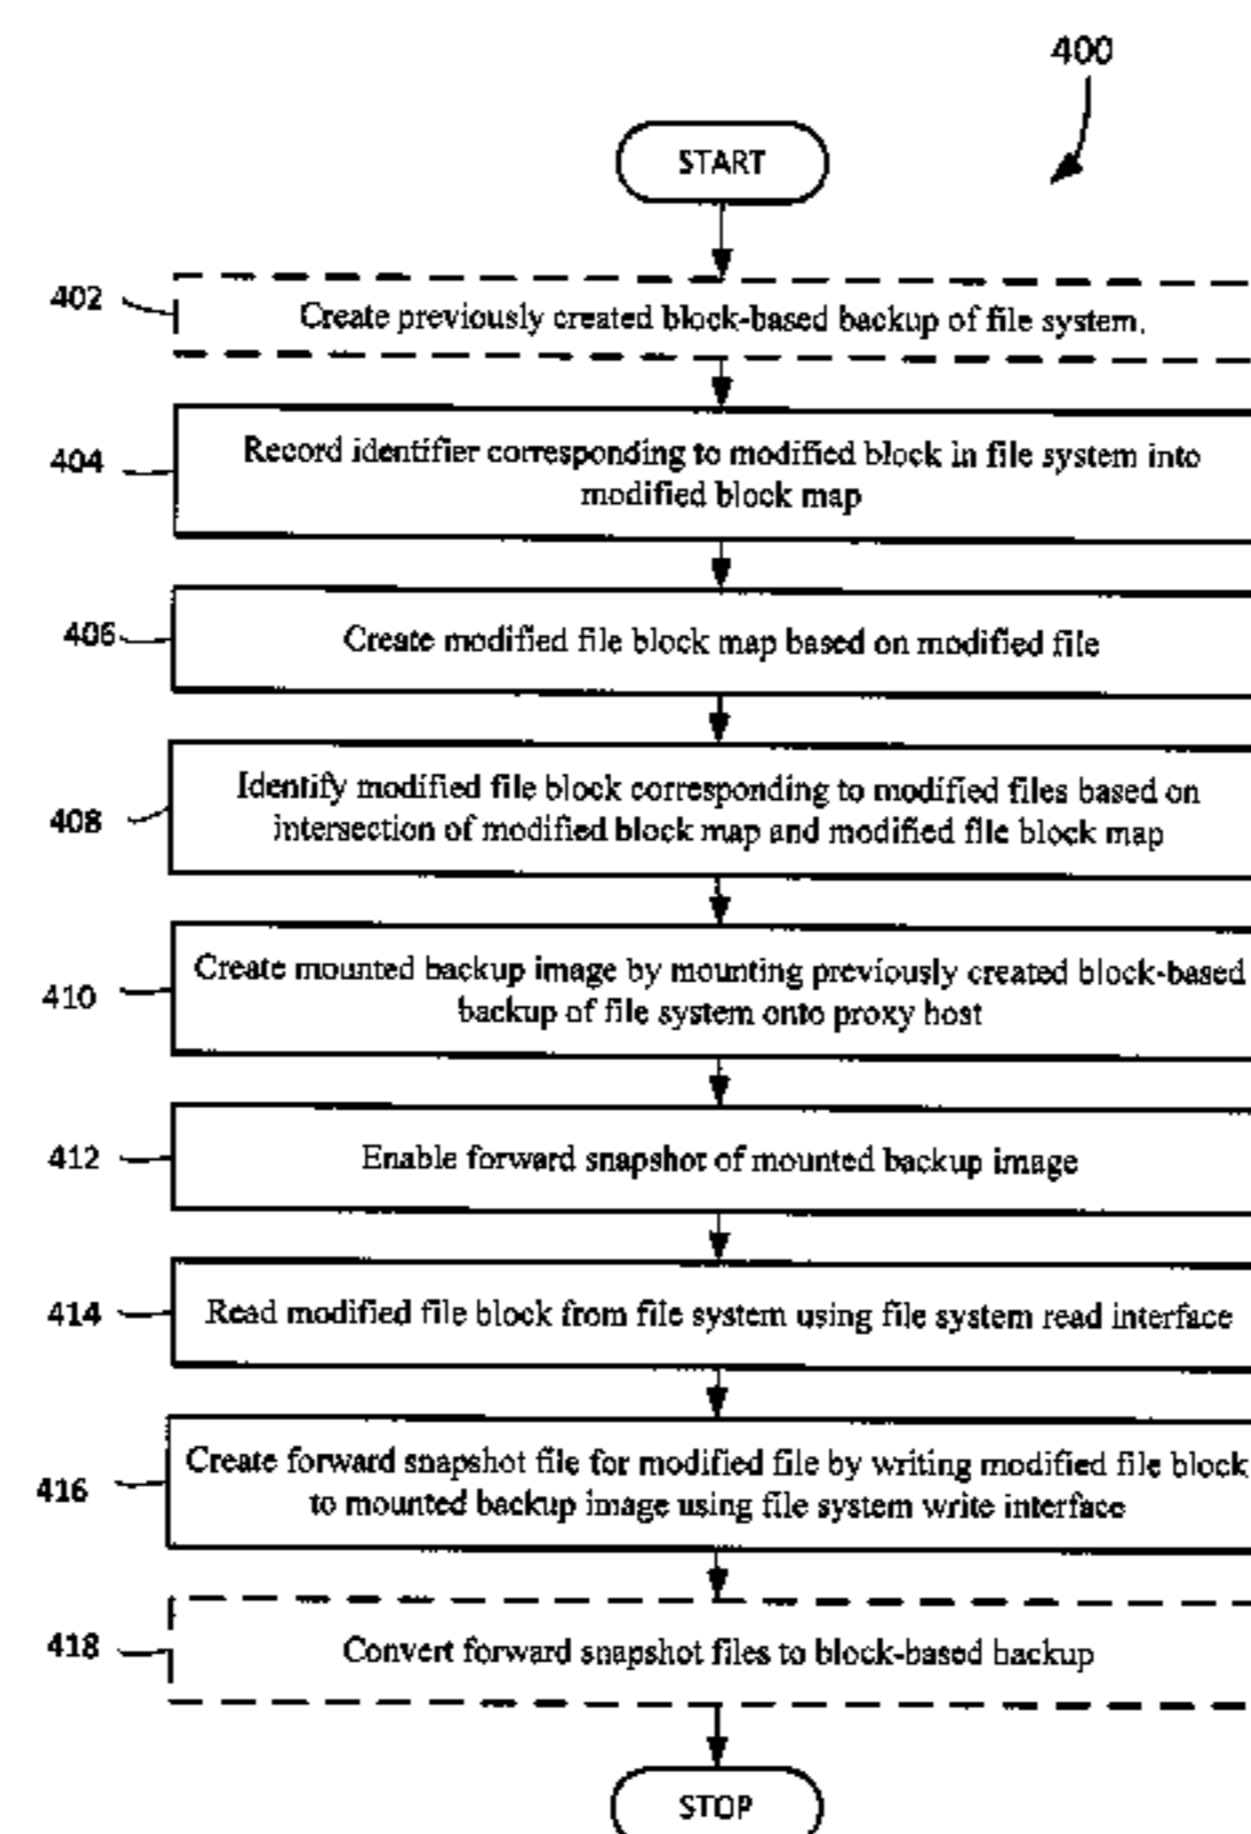 400
START
402
Create previously created block-based backup of file system.
404
Record identifier corresponding to modified block in file system into
modified block map
406
Create modified file block map based on modified file
408
Identify modified file block corresponding to modified files based on
intersection of modified block map and modified file block map
410
Create mounted backup image by mounting previously created block-based
backup of file system onto proxy host
412
Enable forward snapshot of mounted backup image
414
Read modified file block from file system using file system read interface
416
Create forward snapshot file for modified file by writing modified file block
to mounted backup image using file system write interface
418
Convert forward snapshot files to block-based backup
STOP